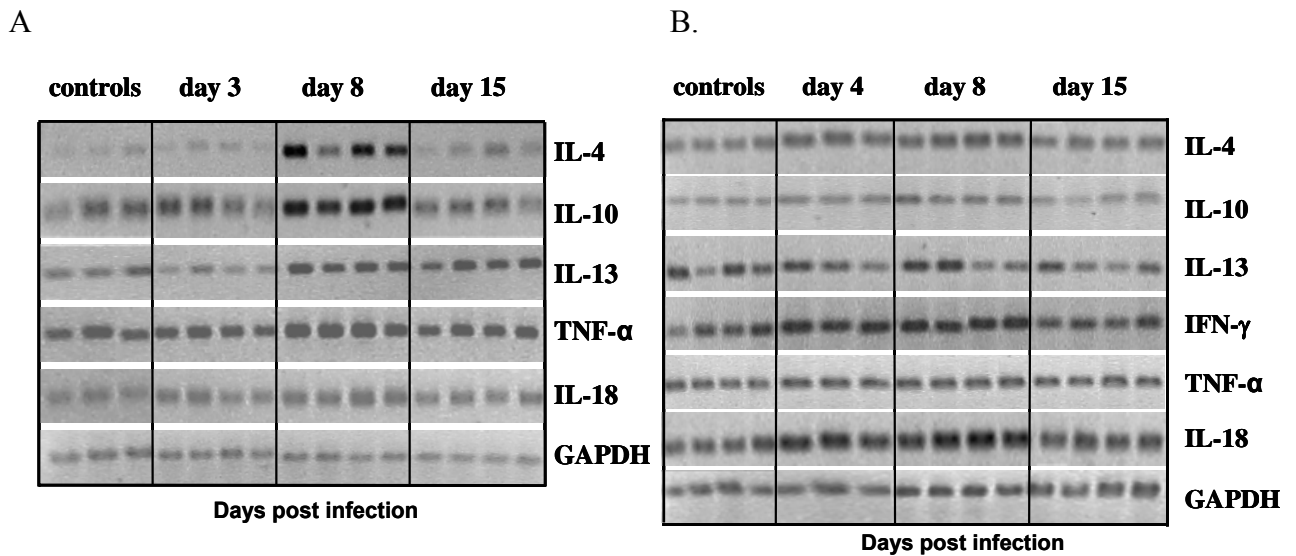 A
controls day 3 day 8 day 15
IL-4
IL-10
IL-13
TNF-α
IL-18
GAPDH
Days post infection
B.
controls day 4 day 8 day 15
IL-4
IL-10
IL-13
IFN-γ
TNF-α
IL-18
GAPDH
Days post infection